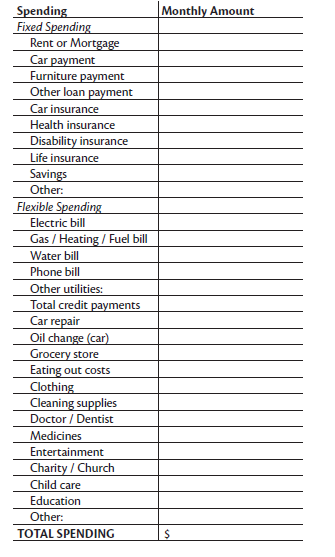 Spending Monthly Amount
Fixed Spending
Rent or Mortgage
Car payment
Furniture payment
Other loan payment
Car insurance
Health insurance
Disability insurance
Life insurance
Savings
Other:
Flexible Spending
Electric bill
Gas / Heating / Fuel bill
Water bill
Phone bill
Other utilities:
Total credit payments
Car repair
Oil change (car)
Grocery store
Eating out costs
Clothing
Cleaning supplies
Doctor / Dentist
Medicines
Entertainment
Charity / Church
Child care
Education
Other:
TOTAL SPENDING $